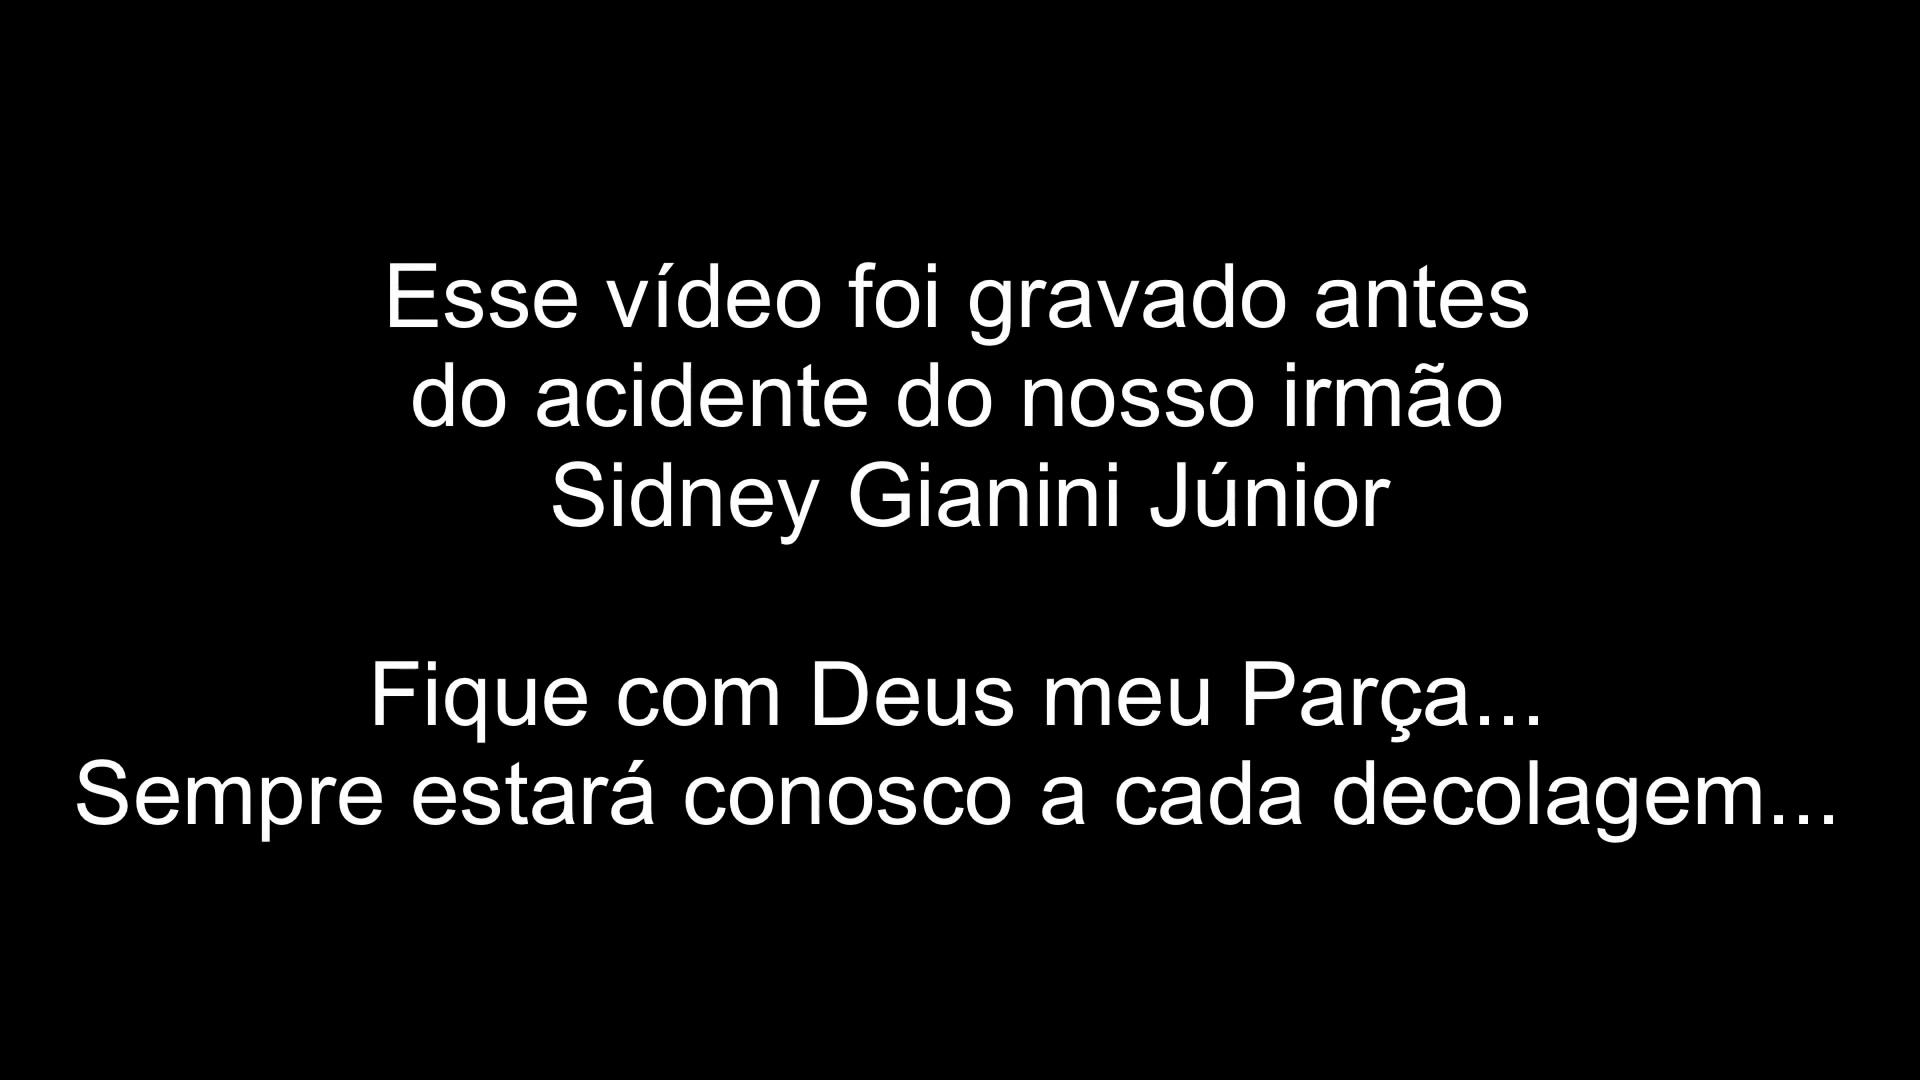 Esse vídeo foi gravado antes
do acidente do nosso irmão
Sidney Gianini Júnior
Fique com Deus meu Parça...
Sempre estará conosco a cada decolagem...